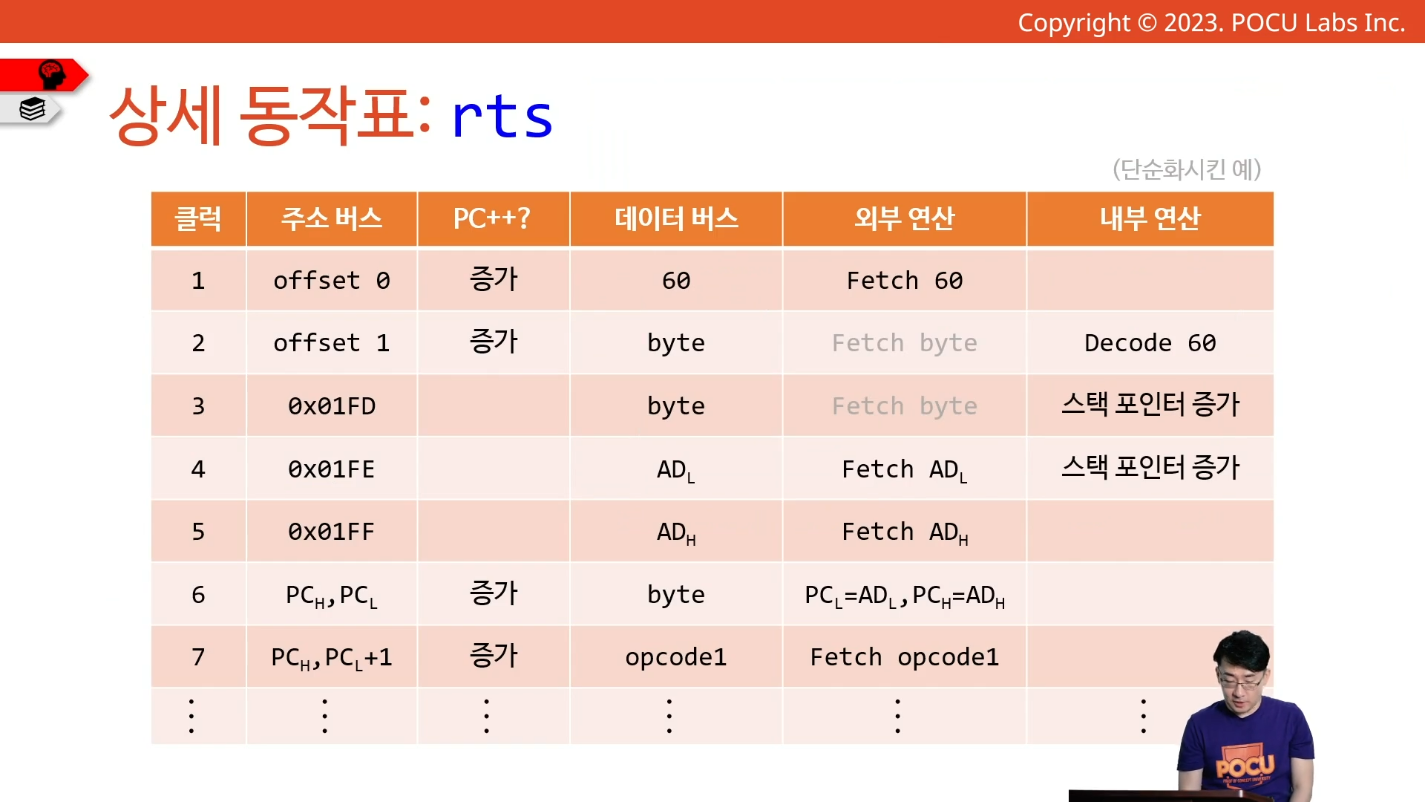 Copyright © 2023. POCU Labs Inc.
상세 동작표: rts
(단순화시킨 예)
클럭 주소 버스 PC++? 데이터 버스 외부 연산 내부 연산
1 offset 0 증가 60 Fetch 60
2 offset 1 증가 byte Fetch byte Decode 60
3 0x01FD byte Fetch byte 스택 포인터 증가
4 0x01FE ADL Fetch ADL 스택 포인터 증가
5 0x01FF ADH Fetch ADH
6 PCH,PCL 증가 byte PCL=ADL,PCH=ADH
7 PCH,PCL+1 증가 opcode1 Fetch opcode1
⋮ ⋮ ⋮ ⋮ ⋮ ⋮
POCU